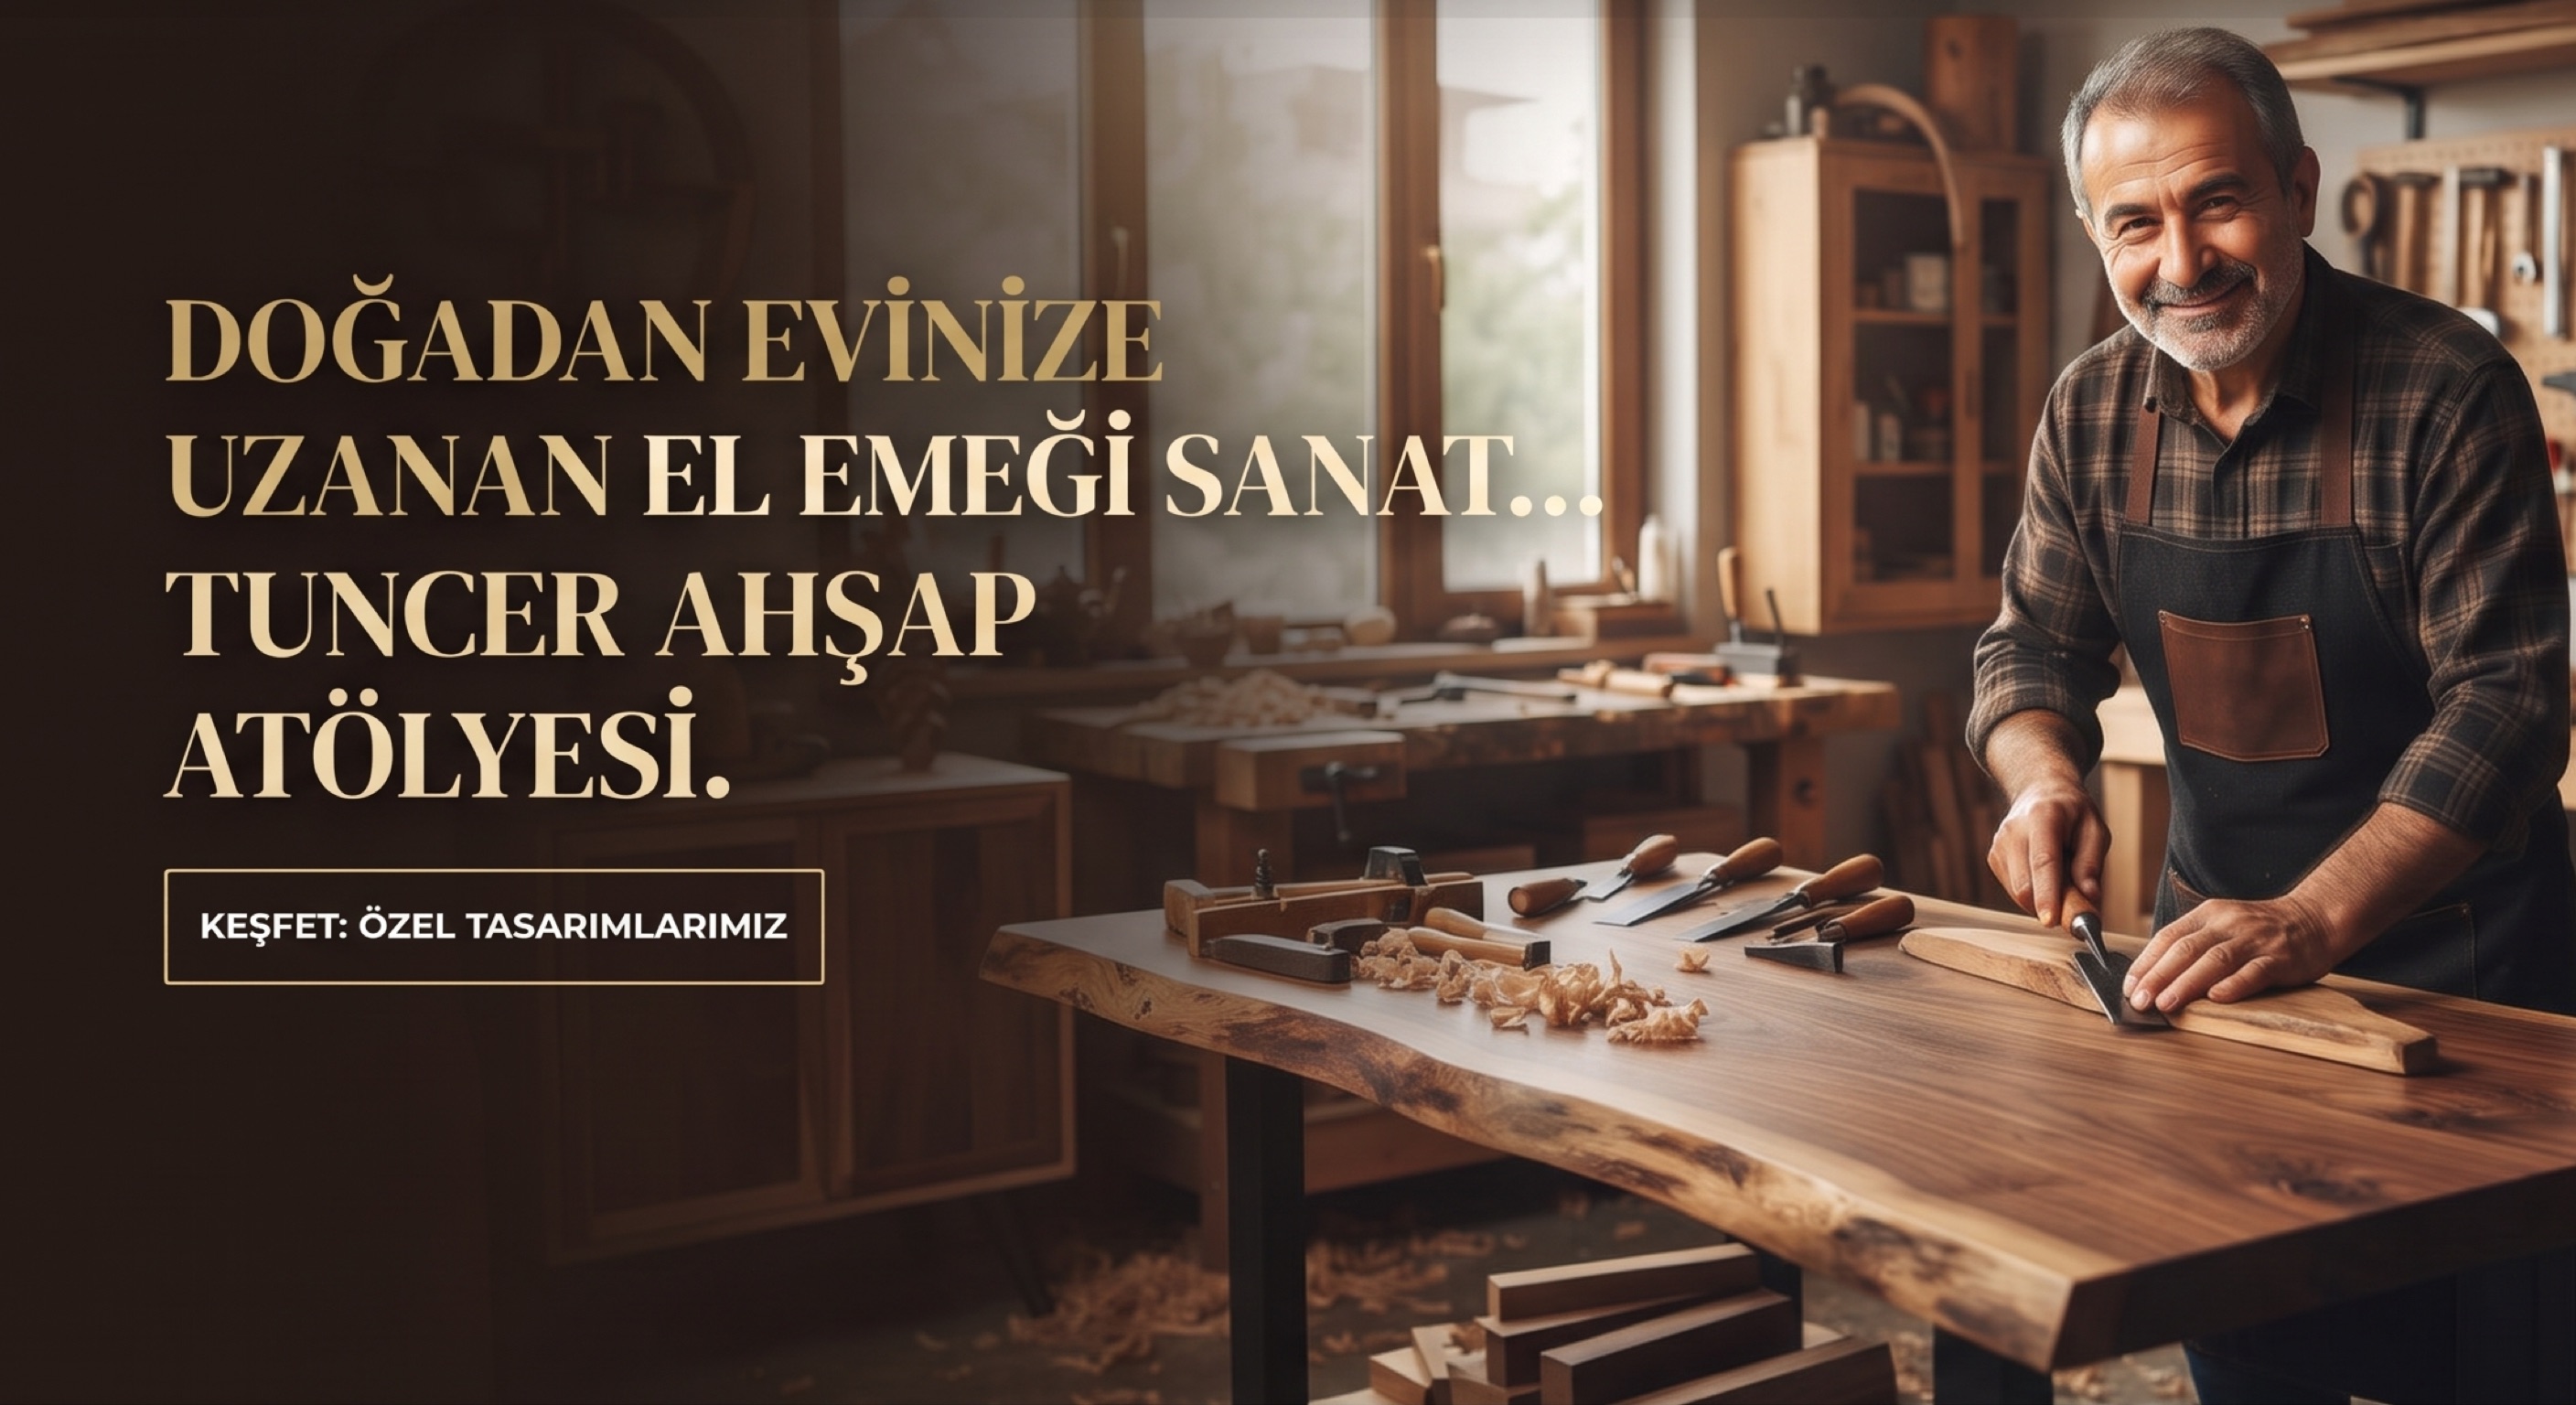 DOĞADAN EVİNİZE
UZANAN EL EMEĞİ SANAT...
TUNCER AHŞAP
ATÖLYESİ.
KEŞFET: ÖZEL TASARIMLARIMIZ